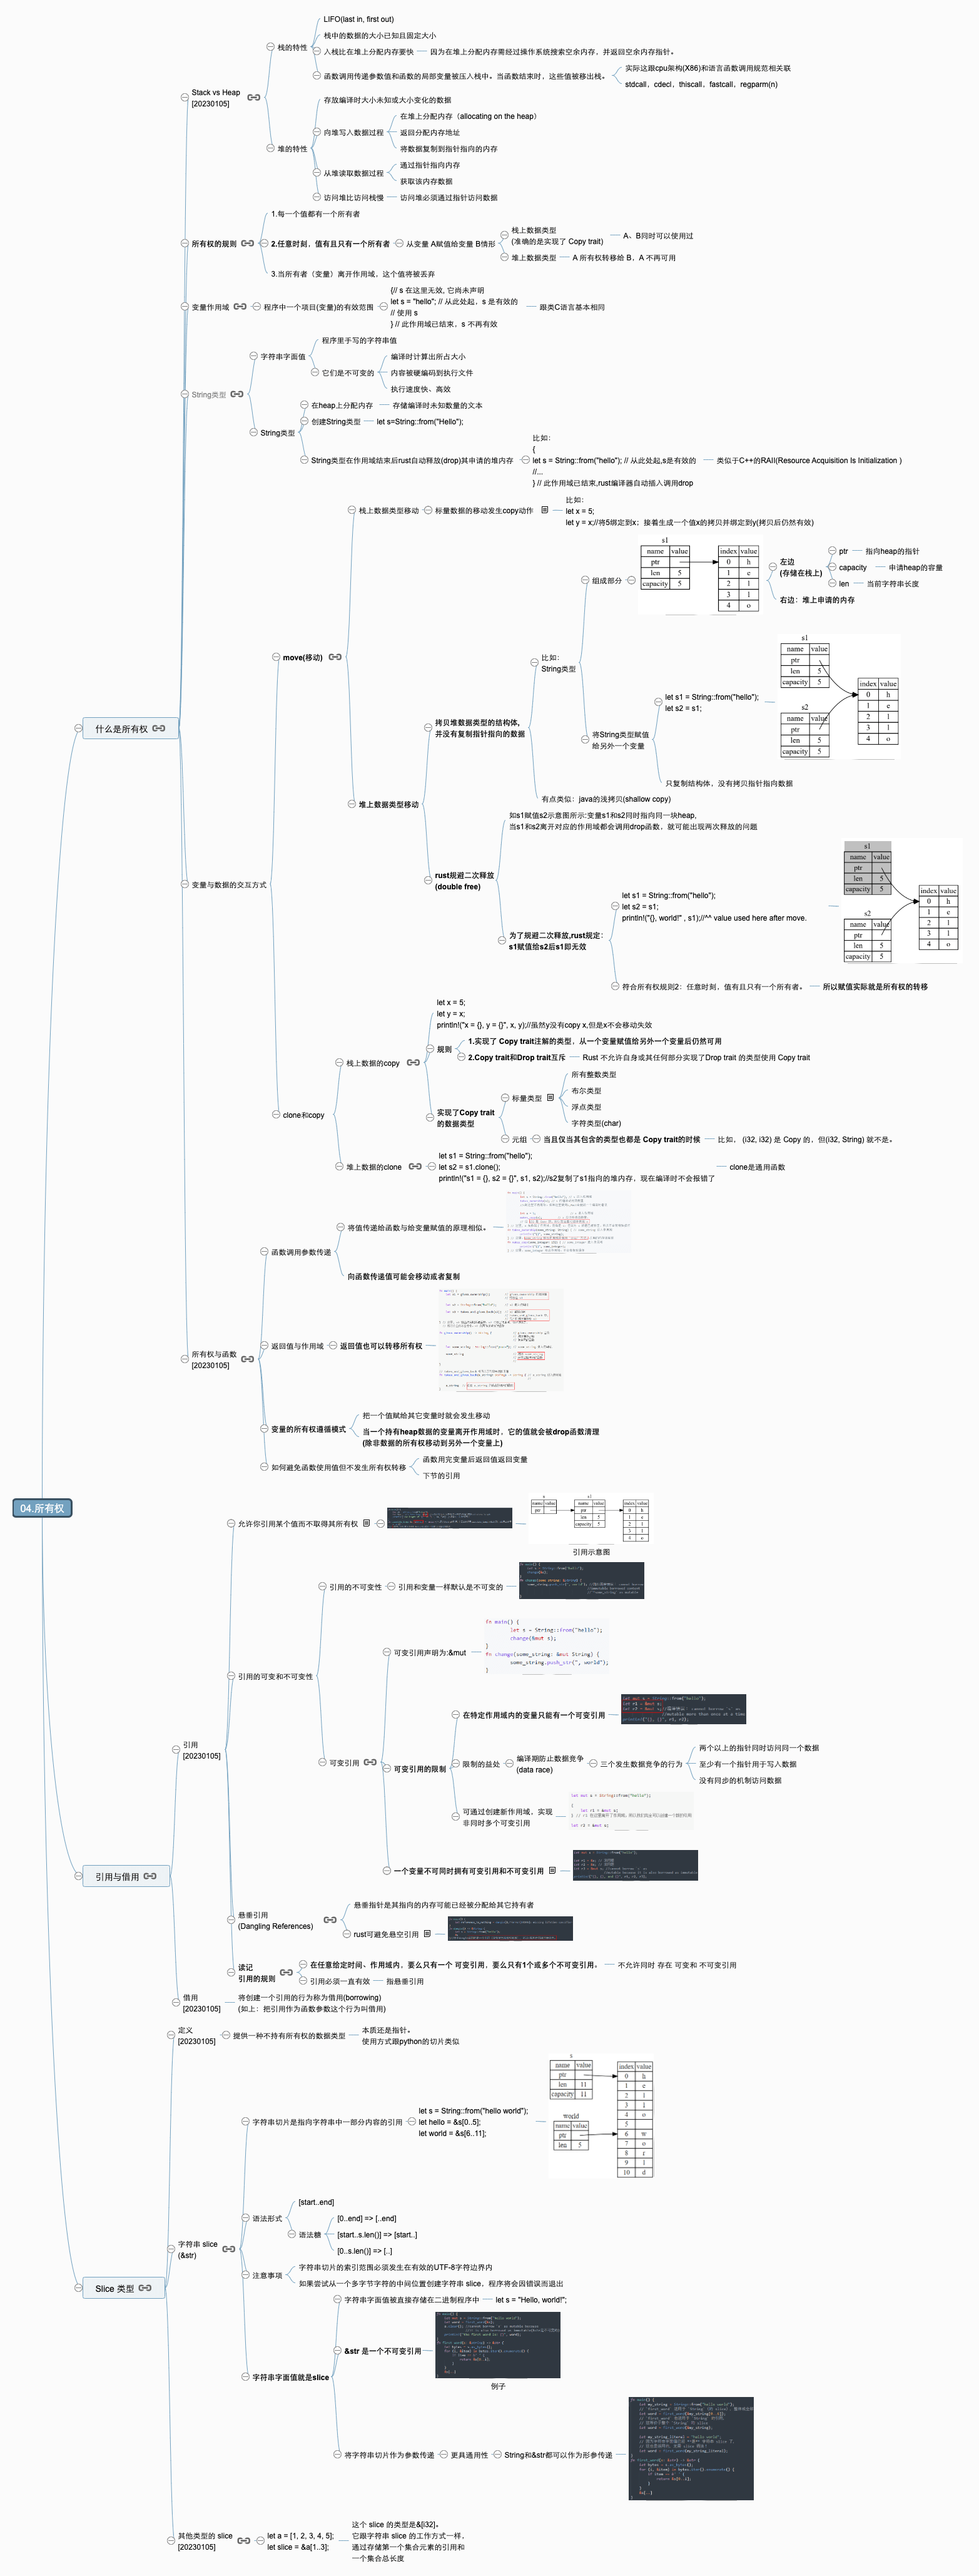 04.所有权
什么是所有权
Stack vs Heap
[20230105]
栈的特性
LIFO(last in, first out)
栈中的数据的大小已知且固定大小
入栈比在堆上分配内存要快
因为在堆上分配内存需经过操作系统搜索空余内存，并返回空余内存指针。
函数调用传递参数值和函数的局部变量被压入栈中。当函数结束时，这些值被移出栈。
实际这跟cpu架构(X86)和语言函数调用规范相关联
stdcall，cdecl，thiscall，fastcall，regparm(n)
堆的特性
存放编译时大小未知或大小变化的数据
向堆写入数据过程
在堆上分配内存（allocating on the heap）
返回分配内存地址
将数据复制到指针指向的内存
从堆读取数据过程
通过指针指向内存
获取该内存数据
访问堆比访问栈慢
访问堆必须通过指针访问数据
所有权的规则
1.每一个值都有一个所有者
2.任意时刻，值有且只有一个所有者
从变量 A赋值给变量 B情形
栈上数据类型
(准确的是实现了 Copy trait)
A、B同时可以使用过
堆上数据类型
A 所有权转移给 B，A 不再可用
3.当所有者（变量）离开作用域，这个值将被丢弃
变量作用域
程序中一个项目(变量)的有效范围
{// s 在这里无效, 它尚未声明
let s = "hello"; // 从此处起，s 是有效的
// 使用 s
} // 此作用域已结束，s 不再有效
跟类C语言基本相同
String类型
字符串字面值
程序里手写的字符串值
它们是不可变的
编译时计算出所占大小
内容被硬编码到执行文件
执行速度快、高效
String类型
在heap上分配内存
存储编译时未知数量的文本
创建String类型
let s=String::from("Hello");
String类型在作用域结束后rust自动释放(drop)其申请的堆内存
比如：
{
let s = String::from("hello"); // 从此处起,s是有效的
//...
} // 此作用域已结束,rust编译器自动插入调用drop
类似于C++的RAII(Resource Acquisition Is Initialization )
变量与数据的交互方式
move(移动)
栈上数据类型移动
标量数据的移动发生copy动作
比如：
let x = 5;
let y = x;//将5绑定到x；接着生成一个值x的拷贝并绑定到y(拷贝后仍然有效)
堆上数据类型移动
拷贝堆数据类型的结构体,
并没有复制指针指向的数据
比如：
String类型
组成部分
s1
name value
ptr
len 5
capacity 5
index value
0 h
1 e
2 l
3 l
4 o
左边
(存储在栈上)
ptr
指向heap的指针
capacity
申请heap的容量
len
当前字符串长度
右边：堆上申请的内存
将String类型赋值
给另外一个变量
let s1 = String::from("hello");
let s2 = s1;
s1
name value
ptr
len 5
capacity 5
s2
name value
ptr
len 5
capacity 5
index value
0 h
1 e
2 l
3 l
4 o
只复制结构体，没有拷贝指针指向数据
有点类似：java的浅拷贝(shallow copy)
rust规避二次释放
(double free)
如s1赋值s2示意图所示:变量s1和s2同时指向同一块heap,
当s1和s2离开对应的作用域都会调用drop函数，就可能出现两次释放的问题
为了规避二次释放,rust规定：
s1赋值给s2后s1即无效
let s1 = String::from("hello");
let s2 = s1;
println!("{}, world!" , s1);//^^ value used here after move.
s1
name value
ptr
len 5
capacity 5
s2
name value
ptr
len 5
capacity 5
index value
0 h
1 e
2 l
3 l
4 o
符合所有权规则2：任意时刻，值有且只有一个所有者。
所以赋值实际就是所有权的转移
clone和copy
栈上数据的copy
let x = 5;
let y = x;
println!("x = {}, y = {}", x, y);//虽然y没有copy x,但是x不会移动失效
规则
1.实现了 Copy trait注解的类型，从一个变量赋值给另外一个变量后仍然可用
2.Copy trait和Drop trait互斥
Rust 不允许自身或其任何部分实现了Drop trait 的类型使用 Copy trait
实现了Copy trait
的数据类型
标量类型
所有整数类型
布尔类型
浮点类型
字符类型(char)
元组
当且仅当其包含的类型也都是 Copy trait的时候
比如， (i32, i32) 是 Copy 的，但(i32, String) 就不是。
堆上数据的clone
let s1 = String::from("hello");
let s2 = s1.clone();
println!("s1 = {}, s2 = {}", s1, s2);//s2复制了s1指向的堆内存，现在编译时不会报错了
clone是通用函数
所有权与函数
[20230105]
函数调用参数传递
将值传递给函数与给变量赋值的原理相似。
向函数传递值可能会移动或者复制
返回值与作用域
返回值也可以转移所有权
变量的所有权遵循模式
把一个值赋给其它变量时就会发生移动
当一个持有heap数据的变量离开作用域时，它的值就会被drop函数清理
(除非数据的所有权移动到另外一个变量上)
如何避免函数使用值但不发生所有权转移
函数用完变量后返回值返回变量
下节的引用
引用与借用
引用
[20230105]
允许你引用某个值而不取得其所有权
s
name value
ptr
s1
name value
ptr
len 5
capacity 5
index value
0 h
1 e
2 l
3 l
4 o
引用示意图
引用的可变和不可变性
引用的不可变性
引用和变量一样默认是不可变的
可变引用
可变引用声明为:&mut
fn main() {
let s = String::from("hello");
change(&mut s);
}
fn change(some_string: &mut String) {
some_string.push_str(", world");
}
可变引用的限制
在特定作用域内的变量只能有一个可变引用
let mut s = String::from("hello");
let r1 = &mut s;
限制的益处
编译期防止数据竞争
(data race)
三个发生数据竞争的行为
两个以上的指针同时访问同一个数据
至少有一个指针用于写入数据
没有同步的机制访问数据
可通过创建新作用域，实现
非同时多个可变引用
let mut s = String::from("hello");
{
let r1 = &mut s;
let r2 = &mut s;
一个变量不可同时拥有可变引用和不可变引用
悬垂引用
(Dangling References)
悬垂指针是其指向的内存可能已经被分配给其它持有者
rust可避免悬空引用
读记
引用的规则
在任意给定时间、作用域内，要么只有一个 可变引用，要么只有1个或多个不可变引用。
不允许同时 存在 可变和 不可变引用
引用必须一直有效
指悬垂引用
借用
[20230105]
将创建一个引用的行为称为借用(borrowing)
(如上：把引用作为函数参数这个行为叫借用)
Slice 类型
定义
[20230105]
提供一种不持有所有权的数据类型
本质还是指针。
使用方式跟python的切片类似
字符串 slice
(&str)
字符串切片是指向字符串中一部分内容的引用
let s = String::from("hello world");
let hello = &s[0..5];
let world = &s[6..11];
s
name value
ptr
len 11
capacity 11
world
name value
ptr
len 5
index value
0 h
1 e
2 l
3 l
4 o
5
6 w
7 o
8 r
9 l
10 d
语法形式
[start..end]
语法糖
[0..end] => [..end]
[start..s.len()] => [start..]
[0..s.len()] => [..]
注意事项
字符串切片的索引范围必须发生在有效的UTF-8字符边界内
如果尝试从一个多字节字符的中间位置创建字符串 slice，程序将会因错误而退出
字符串字面值就是slice
字符串字面值被直接存储在二进制程序中
let s = "Hello, world!";
&str 是一个不可变引用
例子
将字符串切片作为参数传递
更具通用性
String和&str都可以作为形参传递
其他类型的 slice
[20230105]
let a = [1, 2, 3, 4, 5];
let slice = &a[1..3];
这个 slice 的类型是&[i32]。
它跟字符串 slice 的工作方式一样，
通过存储第一个集合元素的引用和
一个集合总长度